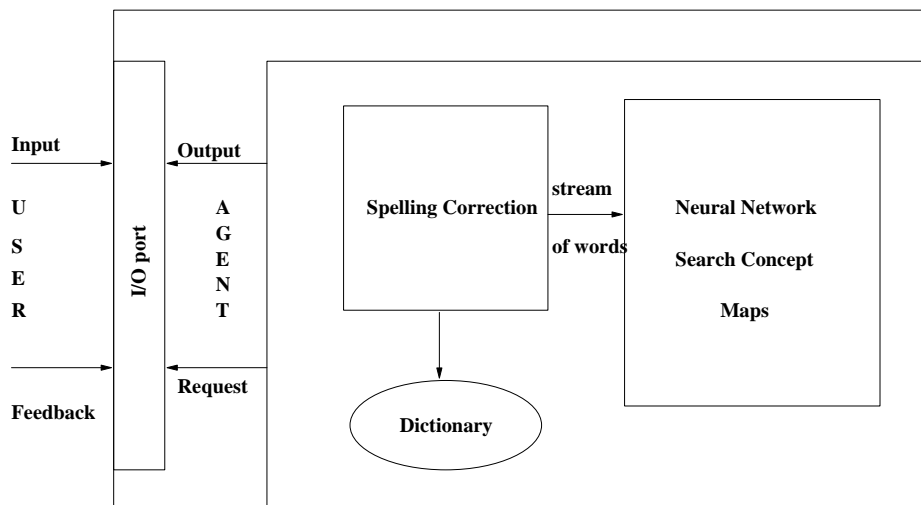 Input
Output
U
S
E
R
I/O port
A
G
E
N
T
Feedback
Request
Spelling Correction
stream
of words
Neural Network
Search Concept
Maps
Dictionary